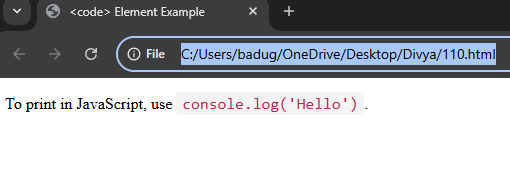 <code> Element Example
File C:/Users/badug/OneDrive/Desktop/Divya/110.html
To print in JavaScript, use console.log('Hello').